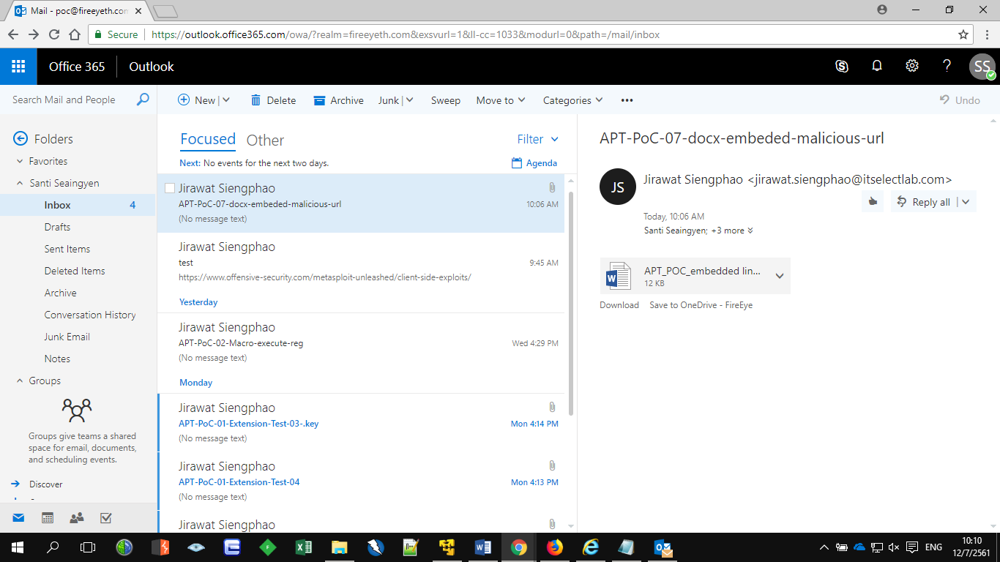 Mail - poc@fireeyeth.con
Secure https://outlook.office365.com/owa/?realm=fireeyeth.com&exsvurl=1&ll-cc=1033&modurl=0&path=/mail/inbox
Office 365 Outlook
SS
Search Mail and People
New Delete Archive Junk Sweep Move to Categories ••• Undo
Folders
Favorites
Santi Seaingyen
Inbox 4
Drafts
Sent Items
Deleted Items
Archive
Conversation History
Junk Email
Notes
Groups
Groups give teams a shared
space for email, documents,
and scheduling events.
Discover
Focused Other Filter
Next: No events for the next two days. Agenda
Jirawat Siengphao
APT-PoC-07-docx-embeded-malicious-url 10:06 AM
(No message text)
Jirawat Siengphao
test 9:45 AM
https://www.offensive-security.com/metasploit-unleashed/client-side-exploits/
Yesterday
Jirawat Siengphao
APT-PoC-02-Macro-execute-reg Wed 4:29 PM
(No message text)
Monday
Jirawat Siengphao
APT-PoC-01-Extension-Test-03-.key Mon 4:14 PM
(No message text)
Jirawat Siengphao
APT-PoC-01-Extension-Test-04 Mon 4:13 PM
(No message text)
Jirawat Siengphao
APT-PoC-07-docx-embeded-malicious-url
JS
Jirawat Siengphao <jirawat.siengphao@itselectlab.com>
Reply all
Today, 10:06 AM
Santi Seaingyen; +3 more
APT_POC_embedded lin...
12 KB
Download Save to OneDrive - FireEye
ENG
10:10
12/7/2561